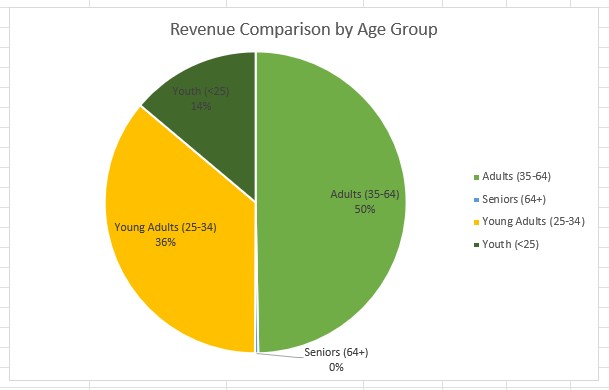 Revenue Comparison by Age Group
Youth (<25)
14%
Adults (35-64)
50%
Young Adults (25-34)
36%
Seniors (64+)
0%
Adults (35-64)
Seniors (64+)
Young Adults (25-34)
Youth (<25)